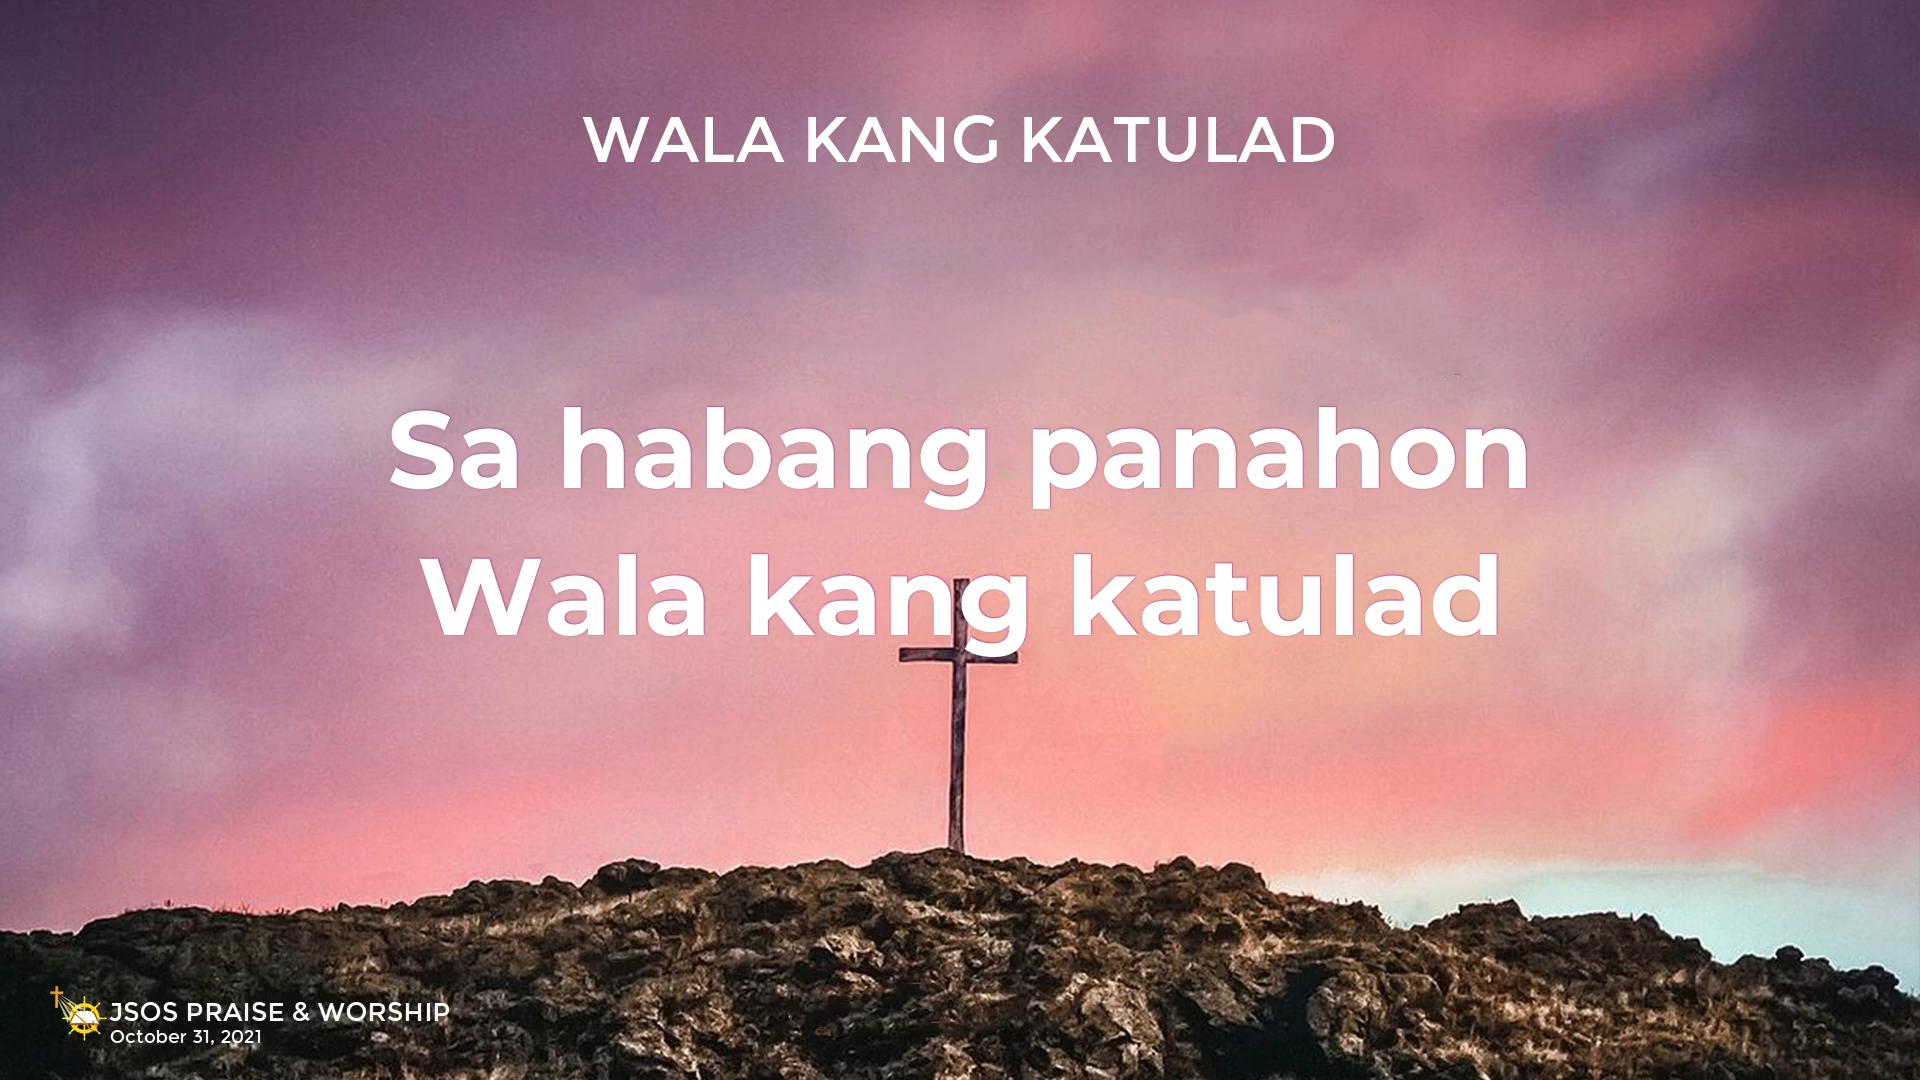 WALA KANG KATULAD
Sa habang panahon
Wala kang katulad
JSOS PRAISE & WORSHIP
October 31, 2021